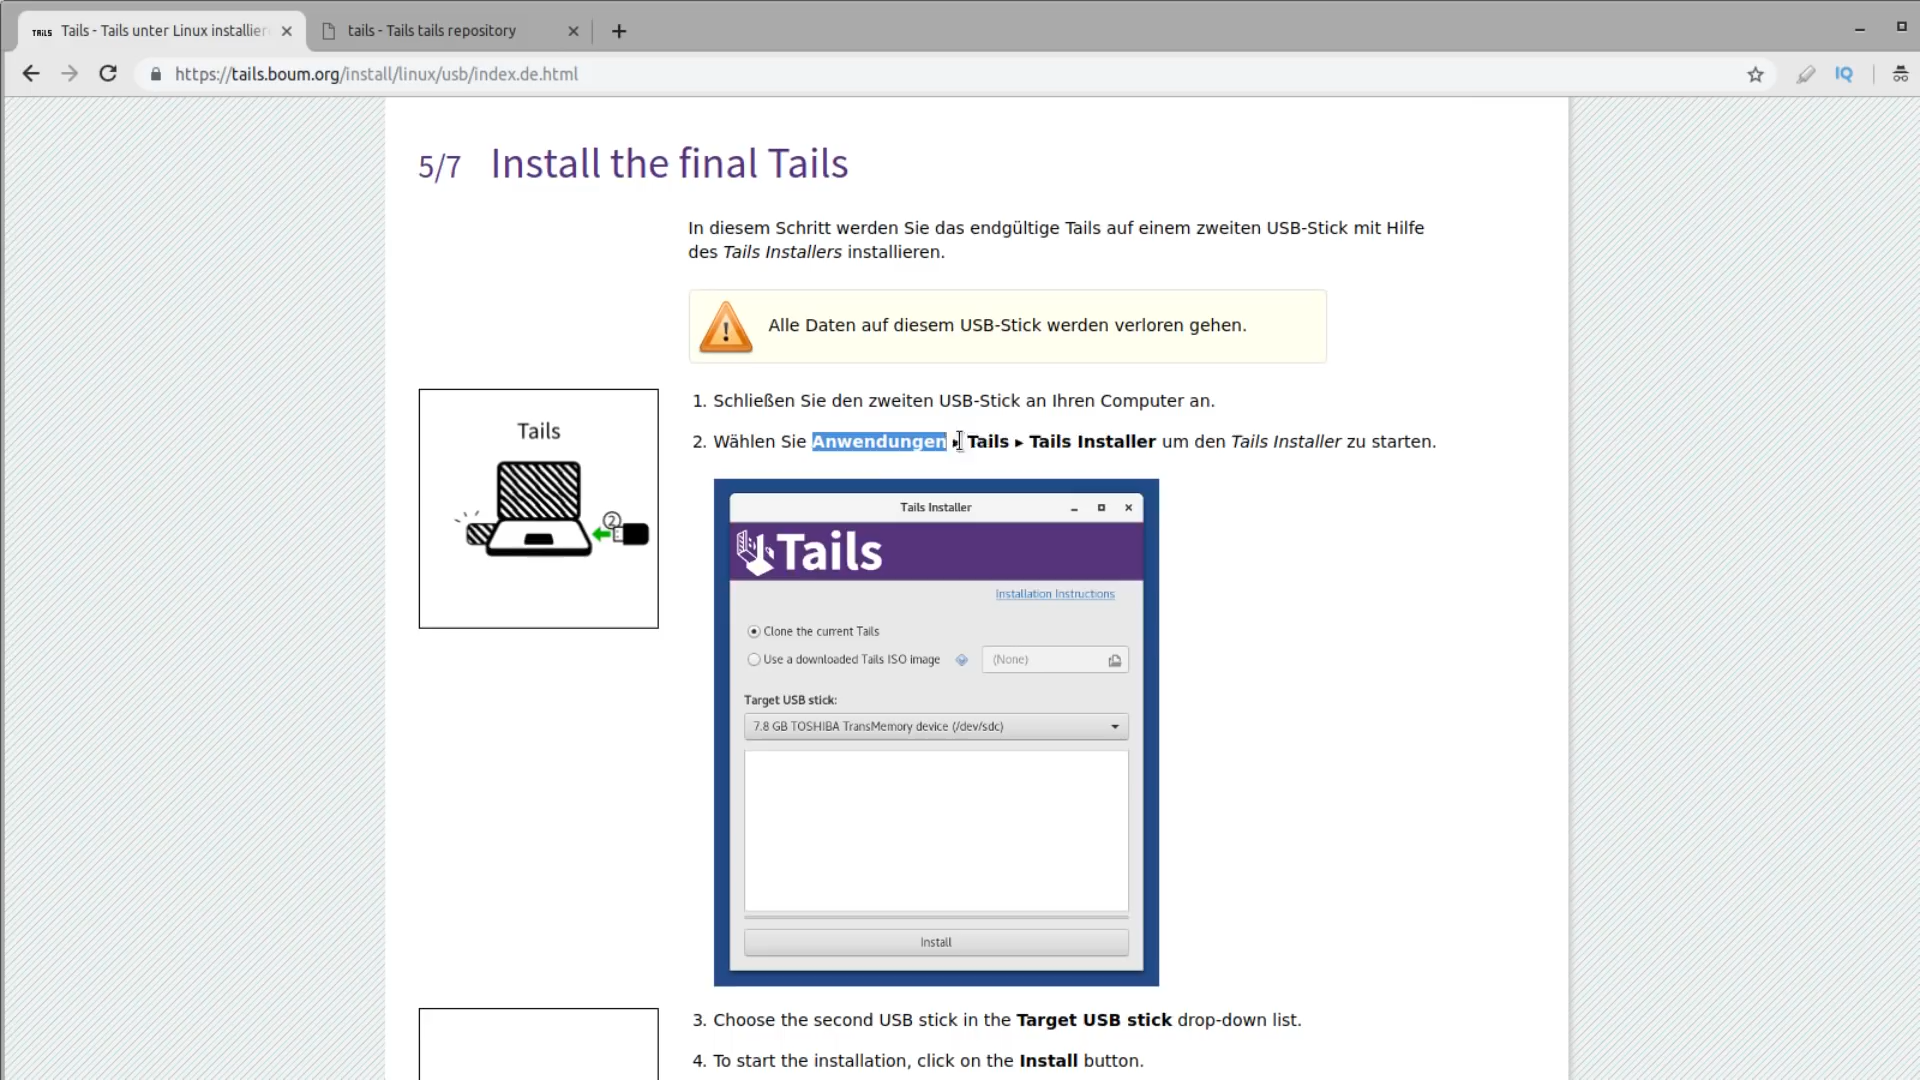 TAILS Tails - Tails unter Linux installier
tails - Tails tails repository
https://tails.boum.org/install/linux/usb/index.de.html
IQ
5/7 Install the final Tails
In diesem Schritt werden Sie das endgültige Tails auf einem zweiten USB-Stick mit Hilfe
des Tails Installers installieren.
Alle Daten auf diesem USB-Stick werden verloren gehen.
1. Schließen Sie den zweiten USB-Stick an Ihren Computer an.
2. Wählen Sie Anwendungen ▸ Tails ▸ Tails Installer um den Tails Installer zu starten.
Tails
2
Tails Installer
Tails
Installation Instructions
Clone the current Tails
Use a downloaded Tails ISO image
(None)
Target USB stick:
7.8 GB TOSHIBA TransMemory device (/dev/sdc)
Install
3. Choose the second USB stick in the Target USB stick drop-down list.
4. To start the installation, click on the Install button.